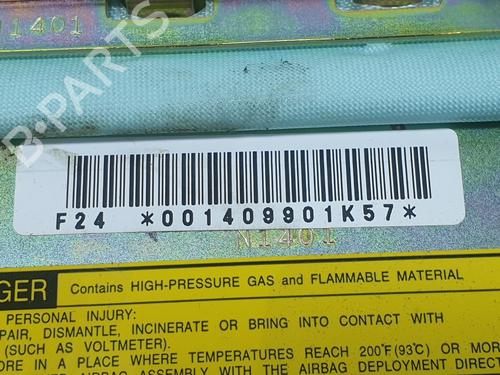 1401
B-PARTS
F24 *001409901K57*
N1401
GER Contains HIGH-PRESSURE GAS and FLAMMABLE MATERIAL
PERSONAL INJURY:
PAIR, DISMANTLE, INCINERATE OR BRING INTO CONTACT WITH
(SUCH AS VOLTMETER).
ORE IN A PLACE WHERE TEMPERATURES REACH 200°F(93°C) OR MOR
AIRBAG ASSEMBLY WITH THE AIRBAG DEPLOYMENT DIRECT